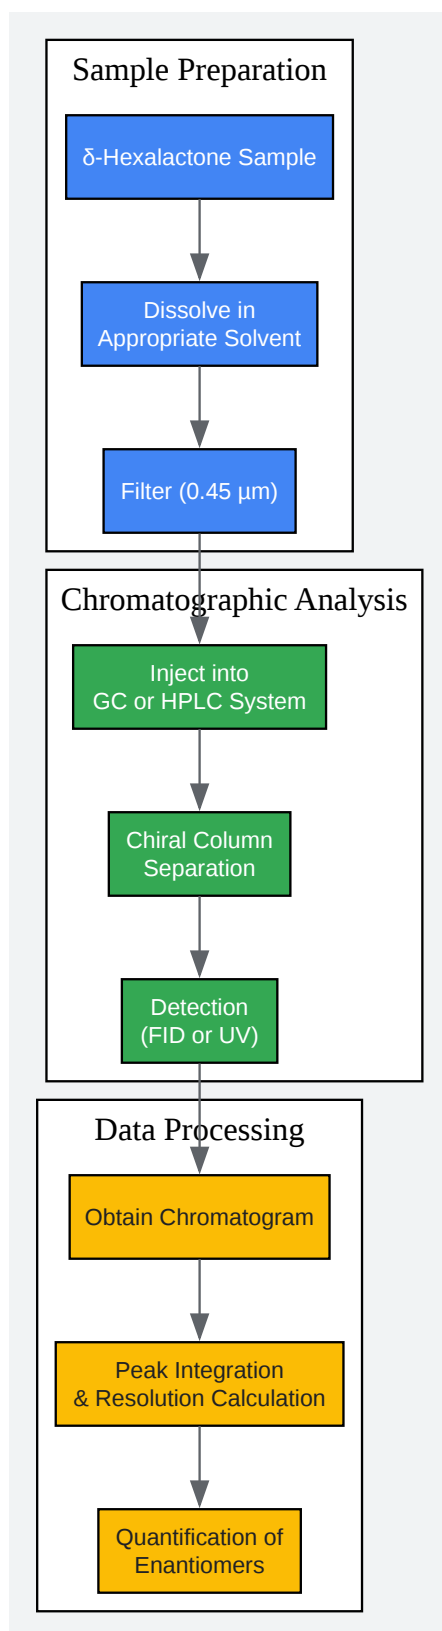 Sample Preparation
δ-Hexalactone Sample
Dissolve in
Appropriate Solvent
Filter (0.45 µm)
Chromatographic Analysis
Inject into
GC or HPLC System
Chiral Column
Separation
Detection
(FID or UV)
Data Processing
Obtain Chromatogram
Peak Integration
& Resolution Calculation
Quantification of
Enantiomers